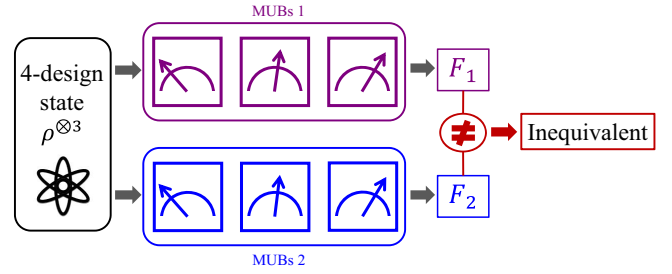 MUBs 1
4-design
state
ρ⊗3
F1
≠
Inequivalent
F2
MUBs 2